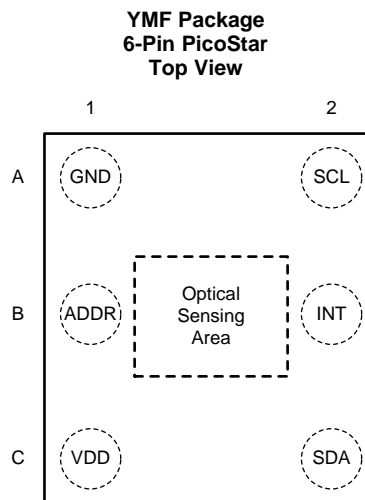 YMF Package
6-Pin PicoStar
Top View
1 2
A GND SCL
B ADDR Optical Sensing Area INT
C VDD SDA